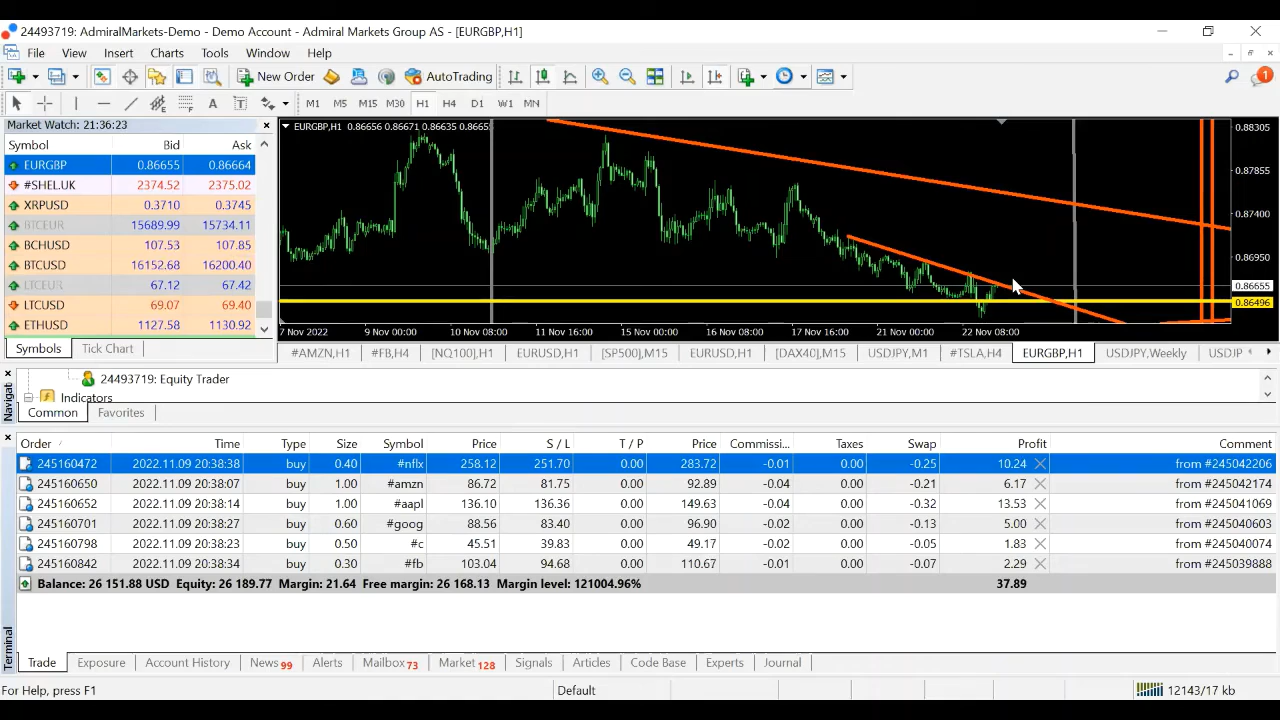 24493719: AdmiralMarkets-Demo - Demo Account - Admiral Markets Group AS - [EURGBP,H1]
File View Insert Charts Tools Window Help
New Order AutoTrading 1
A T M1 M5 M15 M30 H1 H4 D1 W1 MN
Market Watch: 21:36:23
Symbol Bid Ask
EURGBP 0.86655 0.86664
#SHEL.UK 2374.52 2375.02
XRPUSD 0.3710 0.3745
BTCEUR 15689.99 15734.11
BCHUSD 107.53 107.85
BTCUSD 16152.68 16200.40
LTCEUR 67.12 67.42
LTCUSD 69.07 69.40
ETHUSD 1127.58 1130.92
Symbols Tick Chart
EURGBP,H1 0.86656 0.86671 0.86635 0.8665
0.88305
0.87855
0.87400
0.86950
0.86655
0.86496
7 Nov 2022 9 Nov 00:00 10 Nov 08:00 11 Nov 16:00 15 Nov 00:00 16 Nov 08:00 17 Nov 16:00 21 Nov 00:00 22 Nov 08:00
#AMZN,H1 #FB,H4 [NQ100],H1 EURUSD,H1 [SP500],M15 EURUSD,H1 [DAX40],M15 USDJPY,M1 #TSLA,H4 EURGBP,H1 USDJPY,Weekly USDJP
Navigat
24493719: Equity Trader
Indicators
Common Favorites
Order Time Type Size Symbol Price S / L T / P Price Commissi... Taxes Swap Profit Comment
245160472 2022.11.09 20:38:38 buy 0.40 #nflx 258.12 251.70 0.00 283.72 -0.01 0.00 -0.25 10.24 from #245042206
245160650 2022.11.09 20:38:07 buy 1.00 #amzn 86.72 81.75 0.00 92.89 -0.04 0.00 -0.21 6.17 from #245042174
245160652 2022.11.09 20:38:14 buy 1.00 #aapl 136.10 136.36 0.00 149.63 -0.04 0.00 -0.32 13.53 from #245041069
245160701 2022.11.09 20:38:27 buy 0.60 #goog 88.56 83.40 0.00 96.90 -0.02 0.00 -0.13 5.00 from #245040603
245160798 2022.11.09 20:38:23 buy 0.50 #c 45.51 39.83 0.00 49.17 -0.02 0.00 -0.05 1.83 from #245040074
245160842 2022.11.09 20:38:34 buy 0.30 #fb 103.04 94.68 0.00 110.67 -0.01 0.00 -0.07 2.29 from #245039888
Balance: 26 151.88 USD Equity: 26 189.77 Margin: 21.64 Free margin: 26 168.13 Margin level: 121004.96% 37.89
Terminal
Trade Exposure Account History News 99 Alerts Mailbox 73 Market 128 Signals Articles Code Base Experts Journal
For Help, press F1 Default 12143/17 kb